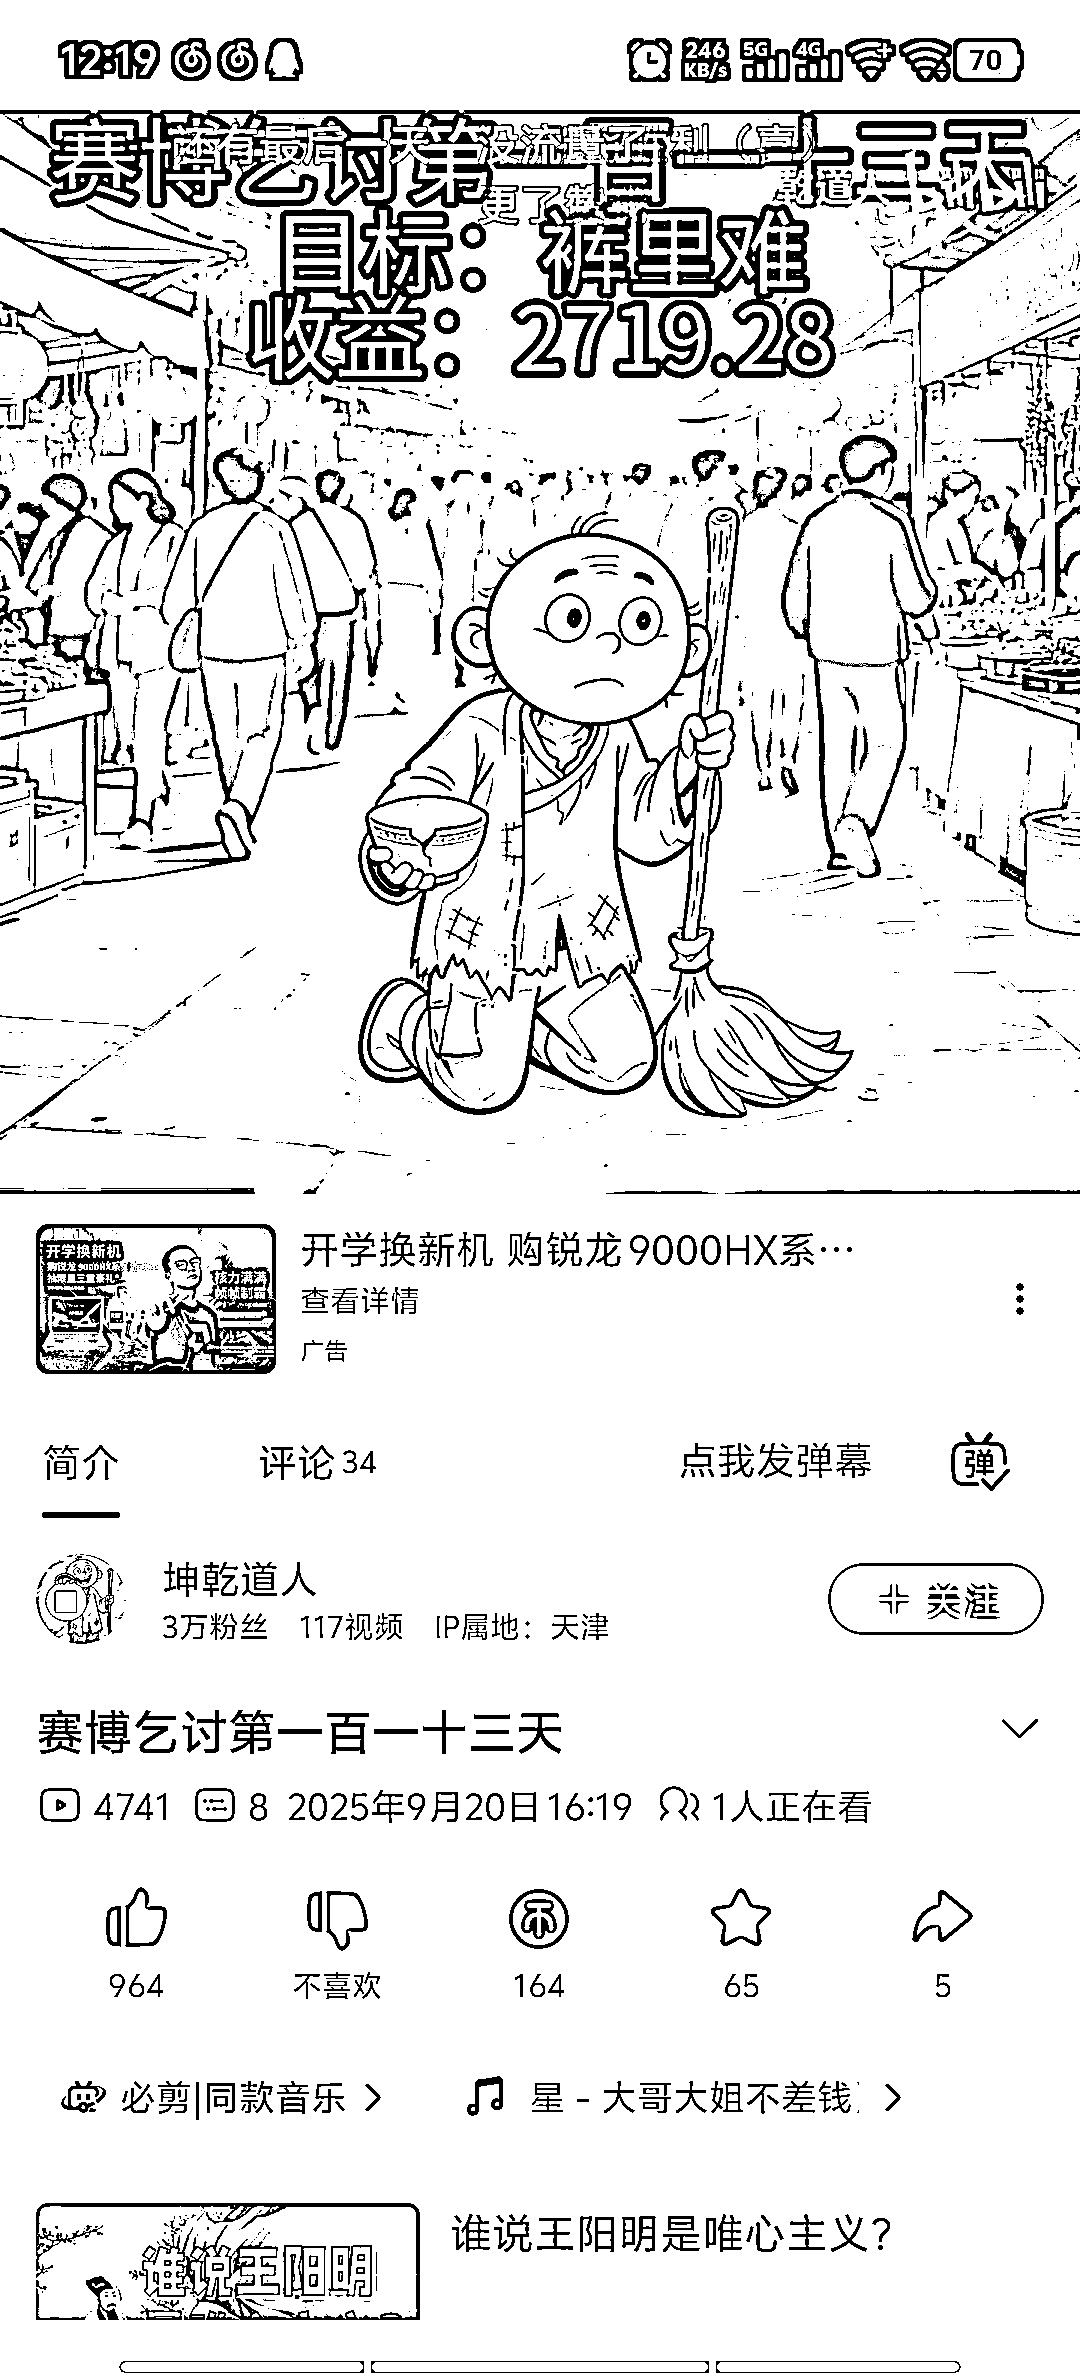 12:19 246 KB/s 5G 4G 70
赛博乞讨第一百一十三天
目标：裤里难
收益：2719.28
开学换新机
开学换新机 购锐龙9000HX系…
查看详情
广告
简介 评论 34 点我发弹幕 弹
坤乾道人
3万粉丝 117视频 IP属地：天津
+ 关注
赛博乞讨第一百一十三天
4741 8 2025年9月20日16:19 1人正在看
964 不喜欢 164 65 5
必剪|同款音乐 星 - 大哥大姐不差钱
谁说王阳明
谁说王阳明是唯心主义？